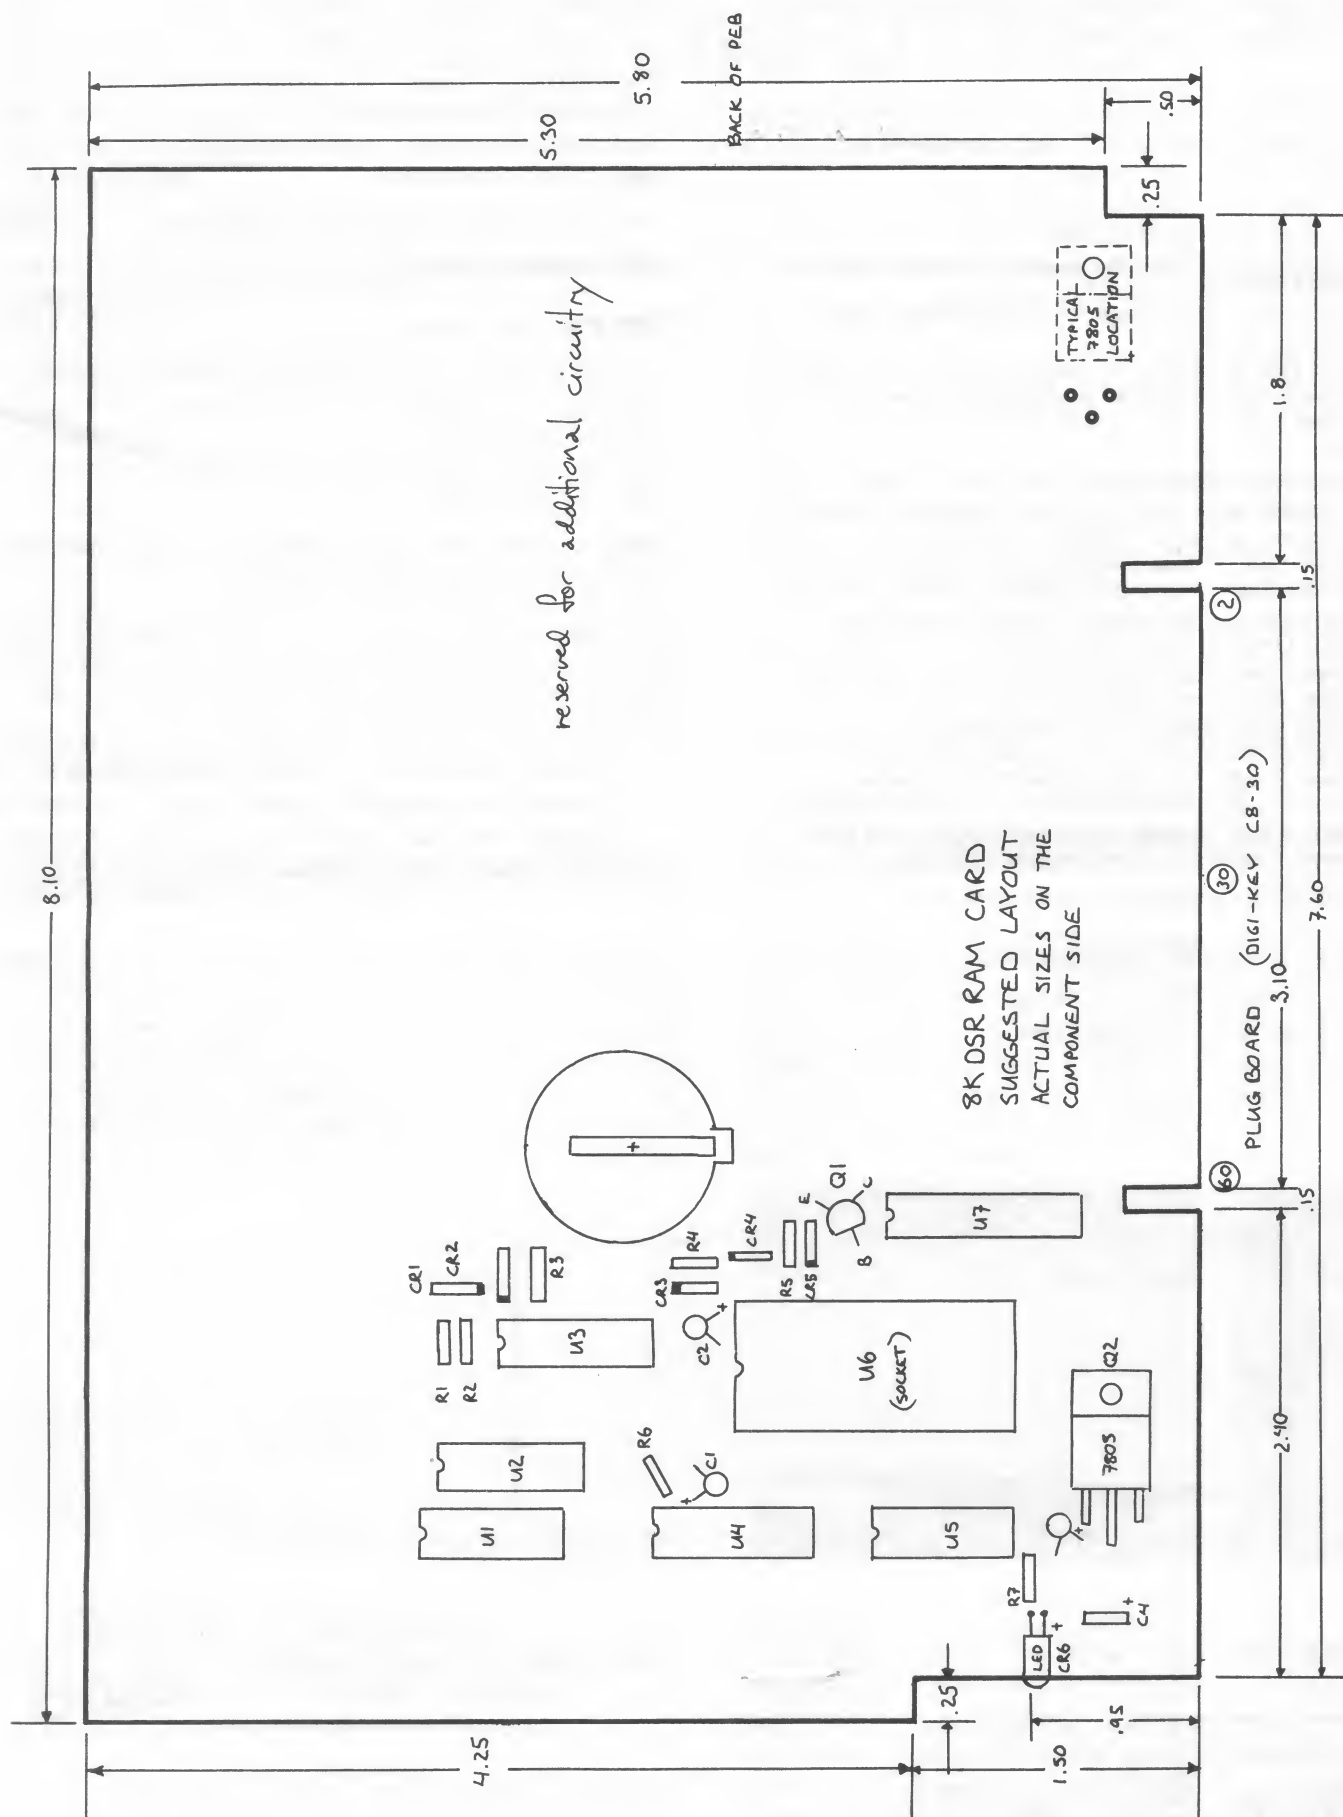 8.10
5.30
5.80
BACK OF PEB
.50
.25
reserved for additional circuitry
TYPICAL
7805
LOCATION
1.8
.15
2
30
60
PLUG BOARD (DIGI-KEY CB-30)
3.10
7.60
.15
2.40
8K DSR RAM CARD
SUGGESTED LAYOUT
ACTUAL SIZES ON THE
COMPONENT SIDE
+
CR1
CR2
R3
R1
R2
U3
CR3
R4
CR4
C2
+
R5
CR5
E
Q1
C
B
U7
U6
(SOCKET)
U2
U1
R6
C1
+
U4
U5
Q2
7805
+
R7
LED
+
CR6
+
C4
.25
.95
4.25
1.50